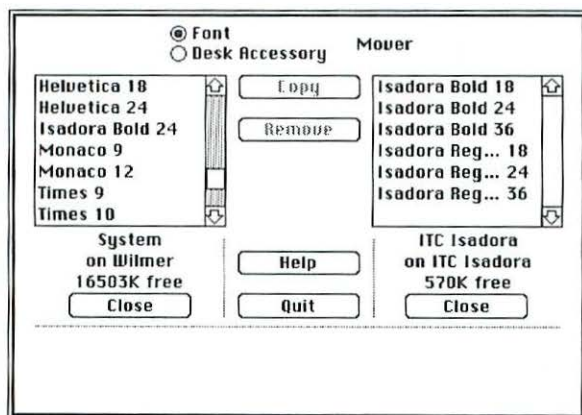 Font
Desk Accessory
Mover
Helvetica 18
Helvetica 24
Isadora Bold 24
Monaco 9
Monaco 12
Times 9
Times 10
System
on Wilmer
16503K free
Close
Copy
Remove
Help
Quit
Isadora Bold 18
Isadora Bold 24
Isadora Bold 36
Isadora Reg... 18
Isadora Reg... 24
Isadora Reg... 36
ITC Isadora
on ITC Isadora
570K free
Close